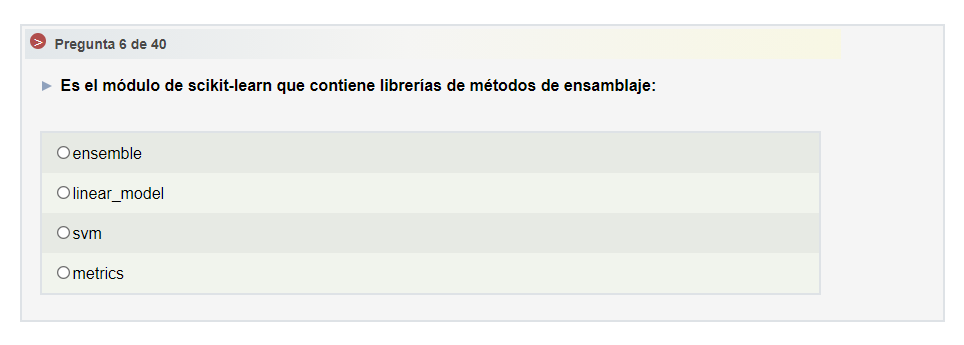 Pregunta 6 de 40
Es el módulo de scikit-learn que contiene librerías de métodos de ensamblaje:
ensemble
linear_model
svm
metrics